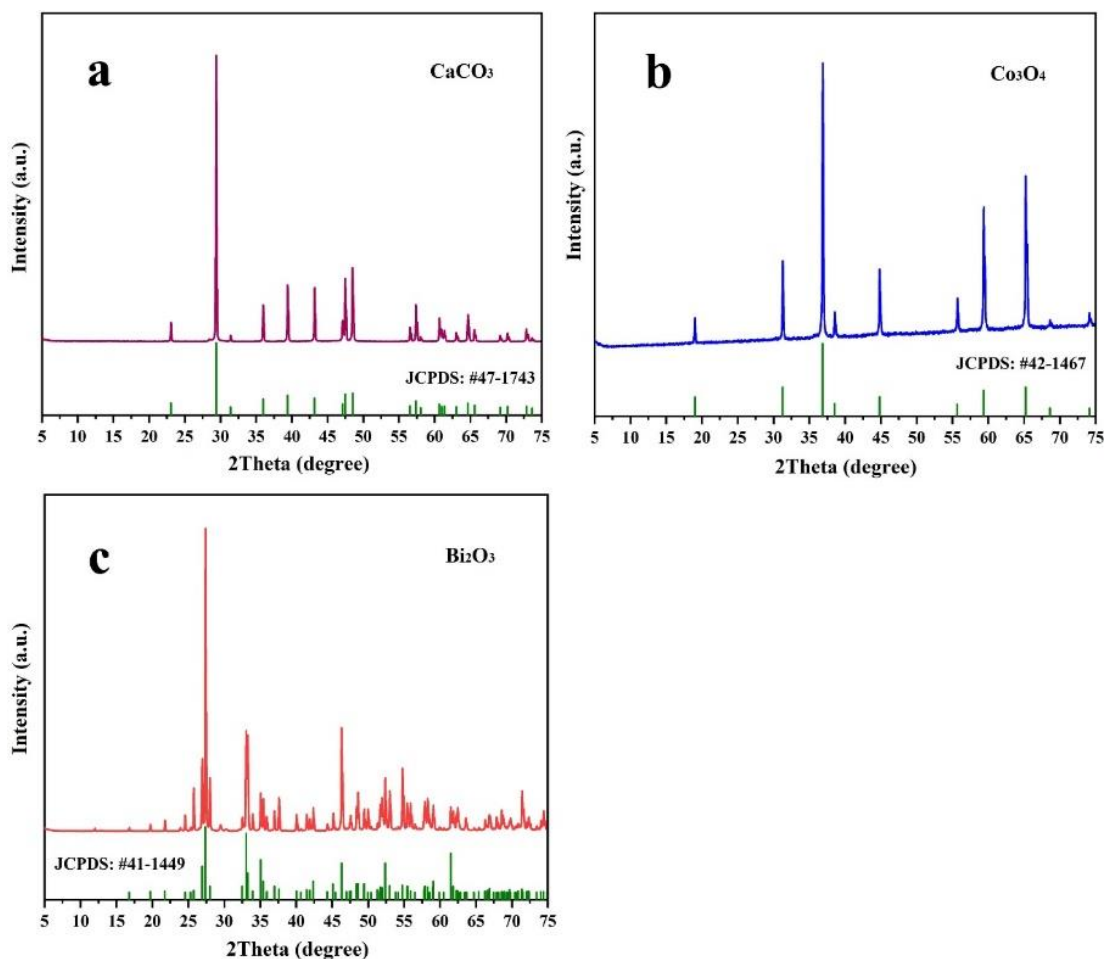 a
CaCO₃
Intensity (a.u.)
JCPDS: #47-1743
5 10 15 20 25 30 35 40 45 50 55 60 65 70 75
2Theta (degree)
b
Co₃O₄
Intensity (a.u.)
JCPDS: #42-1467
5 10 15 20 25 30 35 40 45 50 55 60 65 70 75
2Theta (degree)
c
Bi₂O₃
Intensity (a.u.)
JCPDS: #41-1449
5 10 15 20 25 30 35 40 45 50 55 60 65 70 75
2Theta (degree)